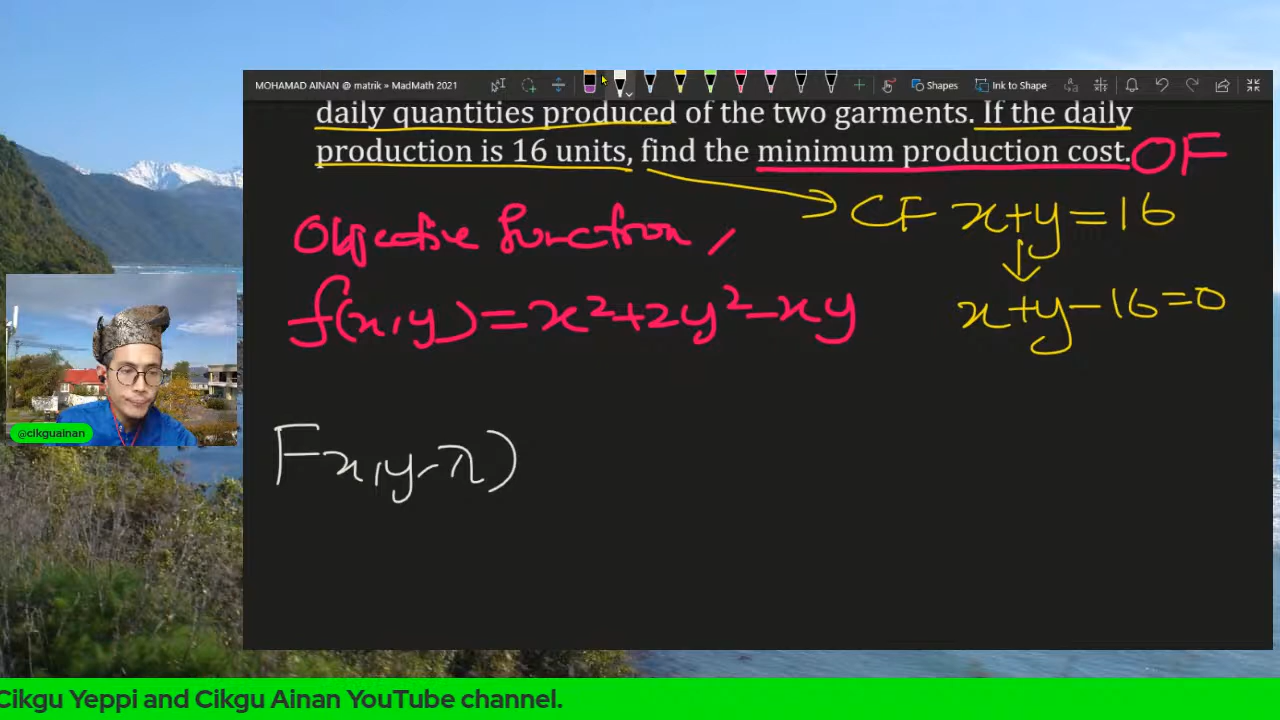 MOHAMAD AINAN @ matrik » MadMath 2021
Shapes
Ink to Shape
daily quantities produced of the two garments. If the daily
production is 16 units, find the minimum production cost. OF
CF x+y=16
Objective function,
x+y-16=0
f(x,y)=x²+2y²-xy
@cikguainan
Fx,y,λ)
Cikgu Yeppi and Cikgu Ainan YouTube channel.